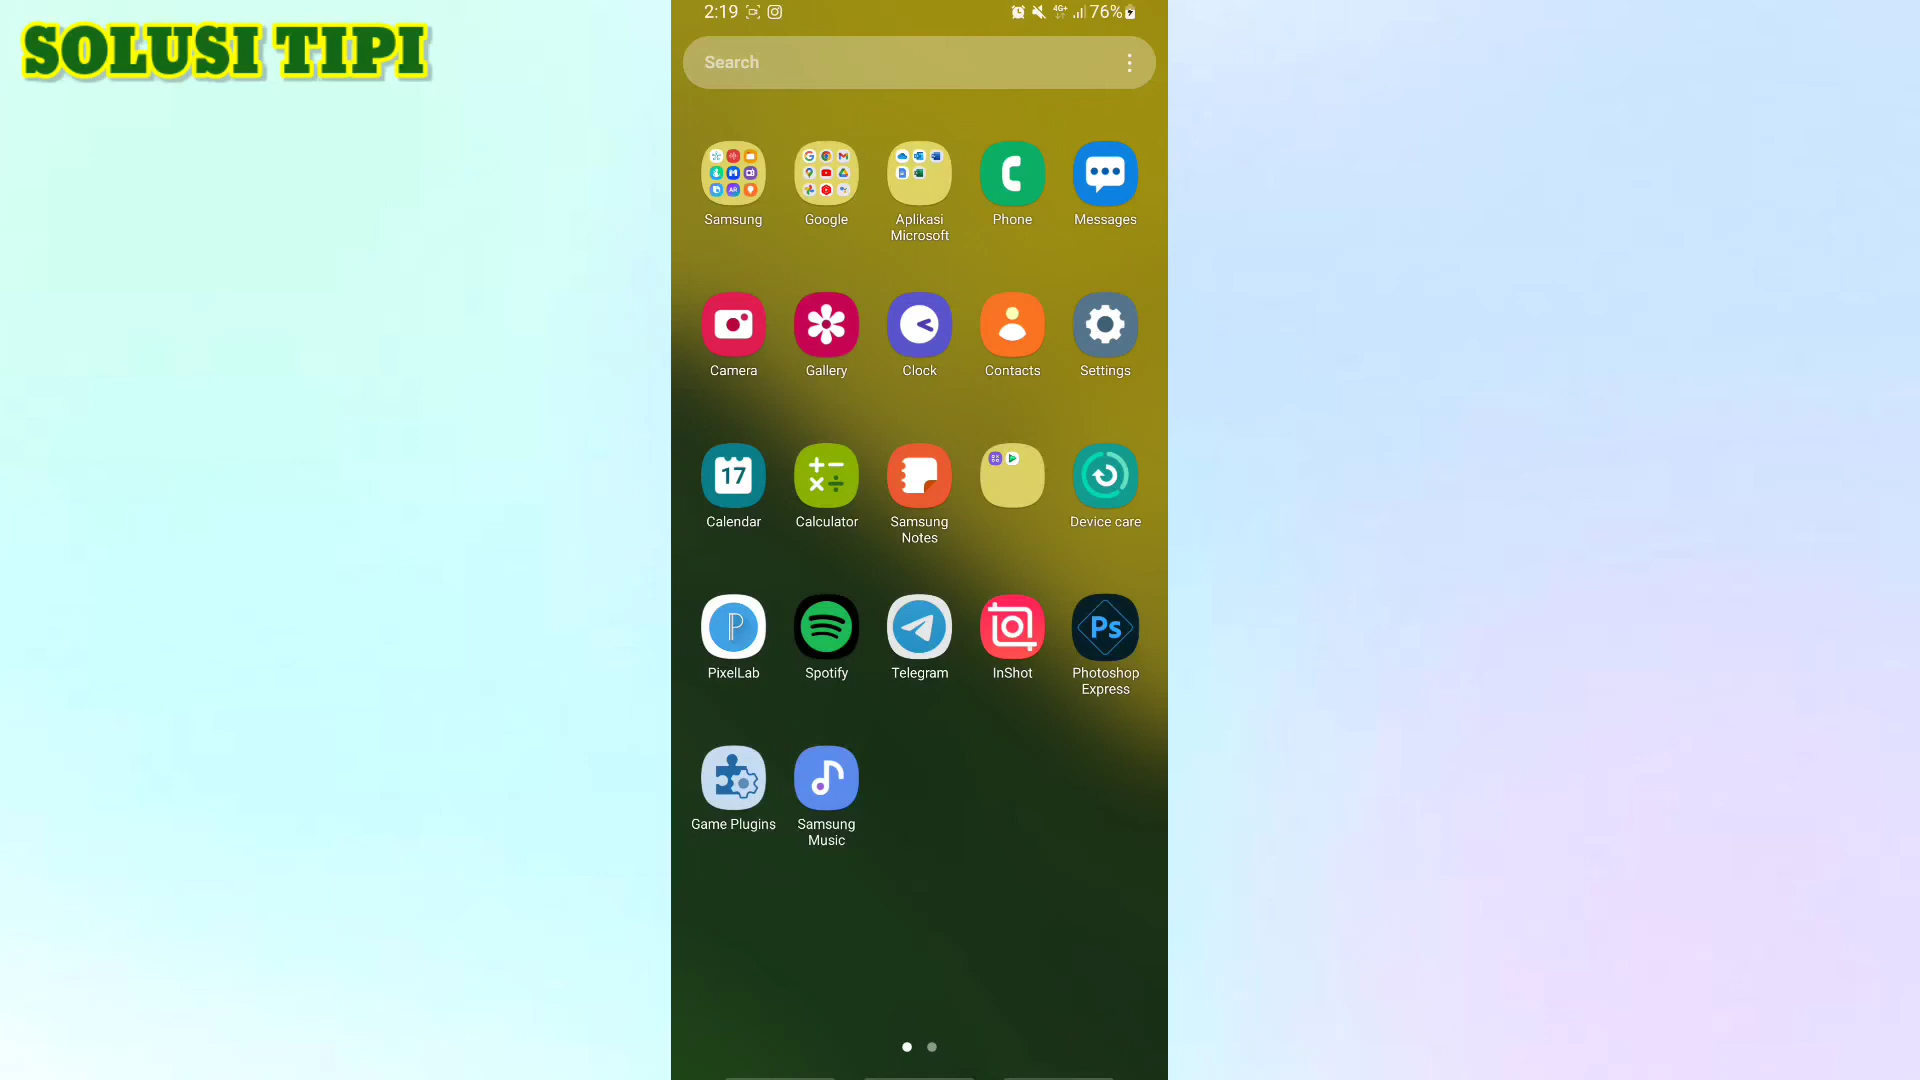 SOLUSI TIPI
2:19
4G+
76%
Search
Samsung
Google
Aplikasi
Microsoft
Phone
Messages
Camera
Gallery
Clock
Contacts
Settings
17
Calendar
Calculator
Samsung
Notes
Device care
P
PixelLab
Spotify
Telegram
InShot
Ps
Photoshop
Express
Game Plugins
Samsung
Music